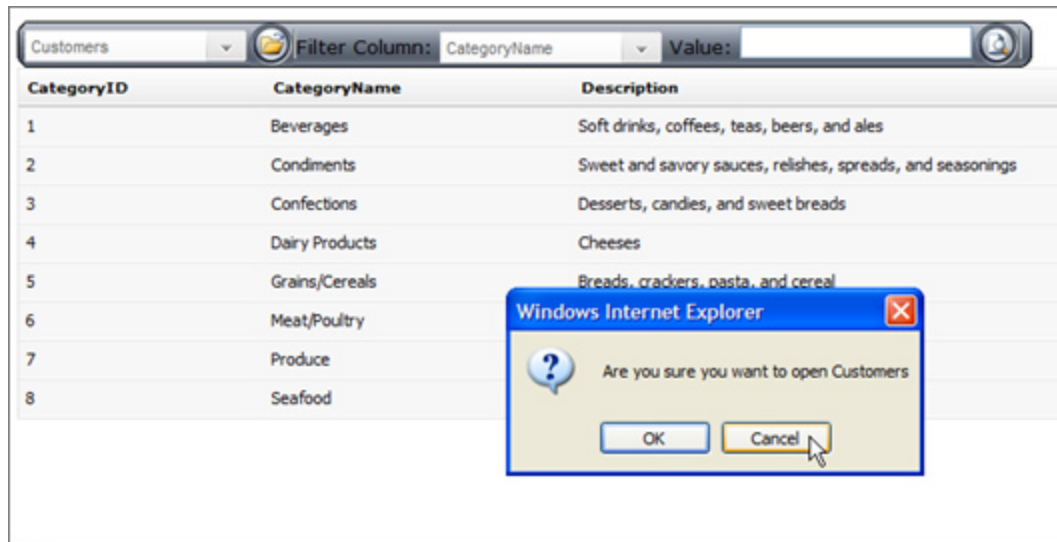 Customers Filter Column: CategoryName Value:
CategoryID CategoryName Description
1 Beverages Soft drinks, coffees, teas, beers, and ales
2 Condiments Sweet and savory sauces, relishes, spreads, and seasonings
3 Confections Desserts, candies, and sweet breads
4 Dairy Products Cheeses
5 Grains/Cereals Breads, crackers, pasta, and cereal
6 Meat/Poultry
7 Produce
8 Seafood
Windows Internet Explorer
Are you sure you want to open Customers
OK Cancel